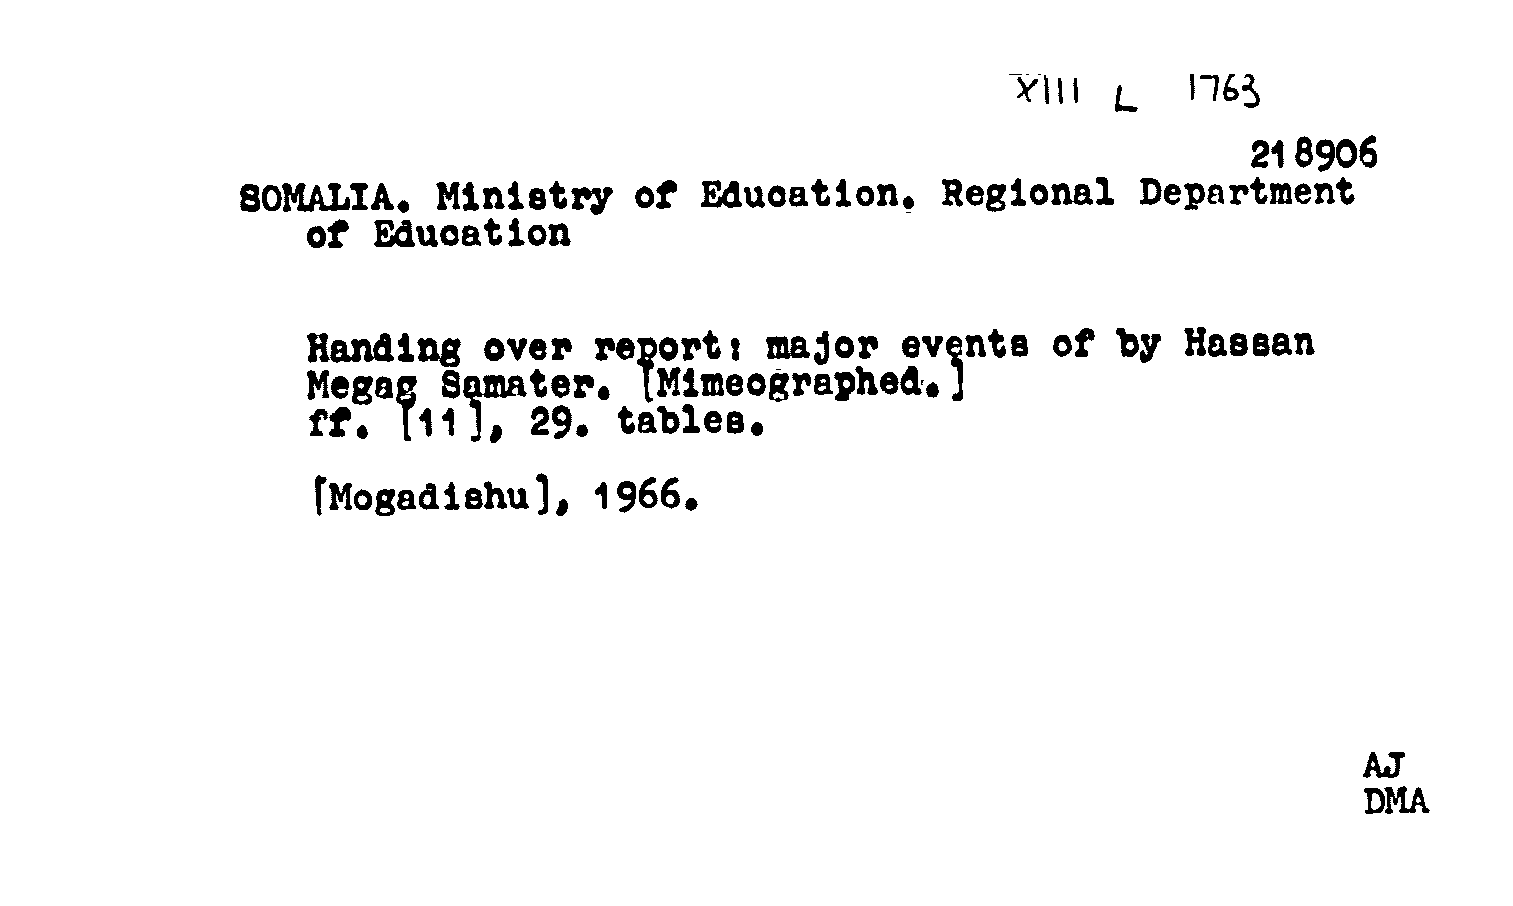 XIII L 1763
218906
SOMALIA. Ministry of Education. Regional Department
of Education
Handing over report: major events of by Hassan
Megag Samater. [Mimeographed.]
ff. [11], 29. tables.
[Mogadishu], 1966.
AJ
DMA